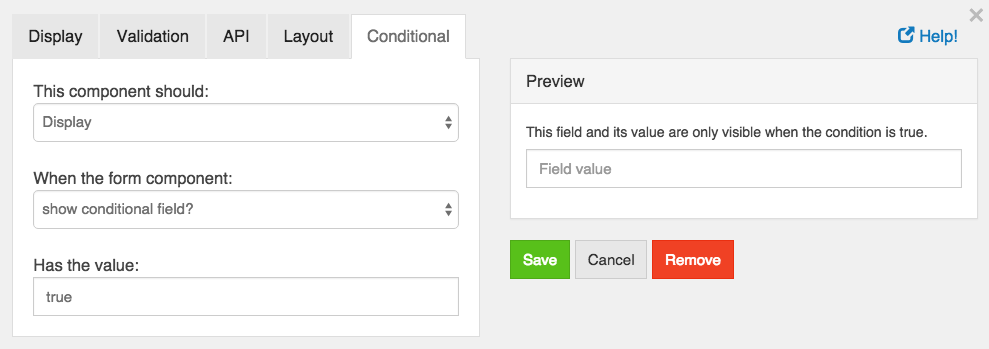 Display
Validation
API
Layout
Conditional
Help!
This component should:
Display
When the form component:
show conditional field?
Has the value:
true
Preview
This field and its value are only visible when the condition is true.
Field value
Save
Cancel
Remove